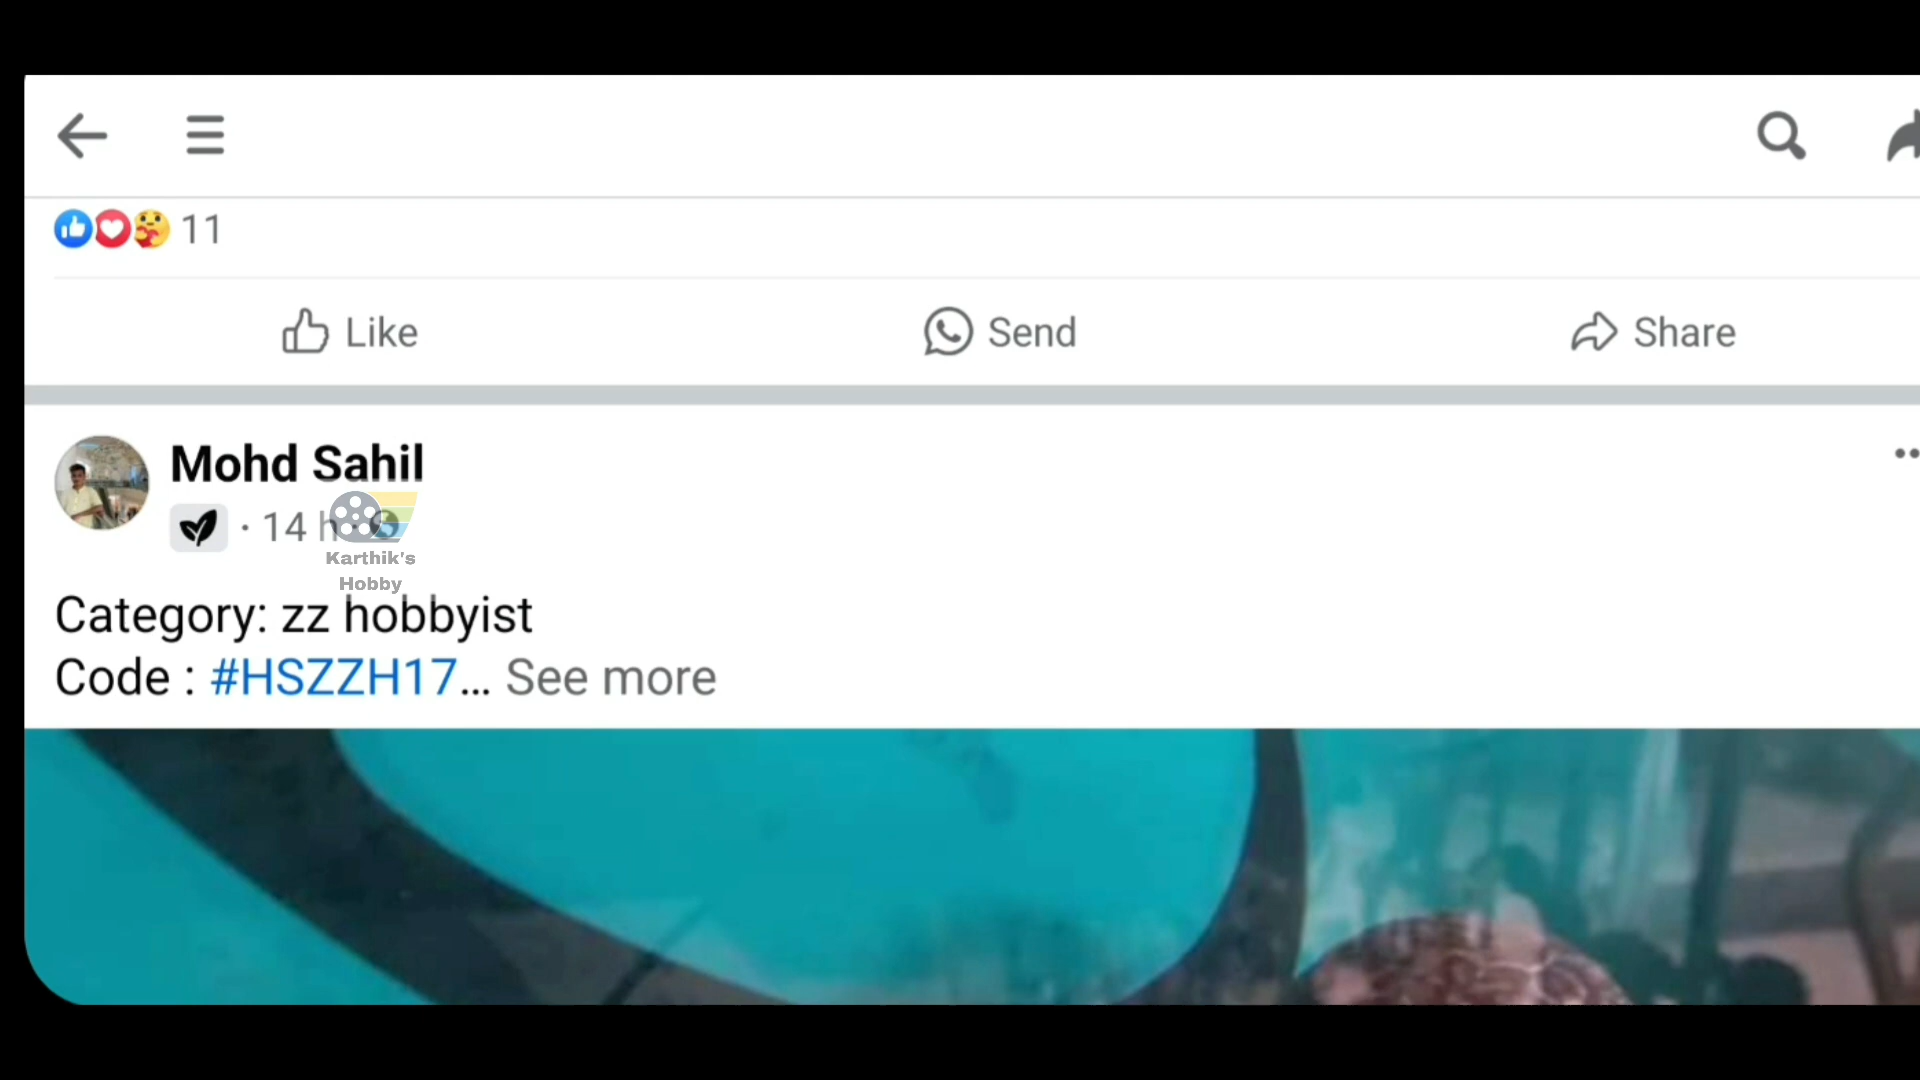 11
Like
Send
Share
Mohd Sahil
· 14 h ·
Karthik's
Hobby
Category: zz hobbyist
Code : #HSZZH17... See more